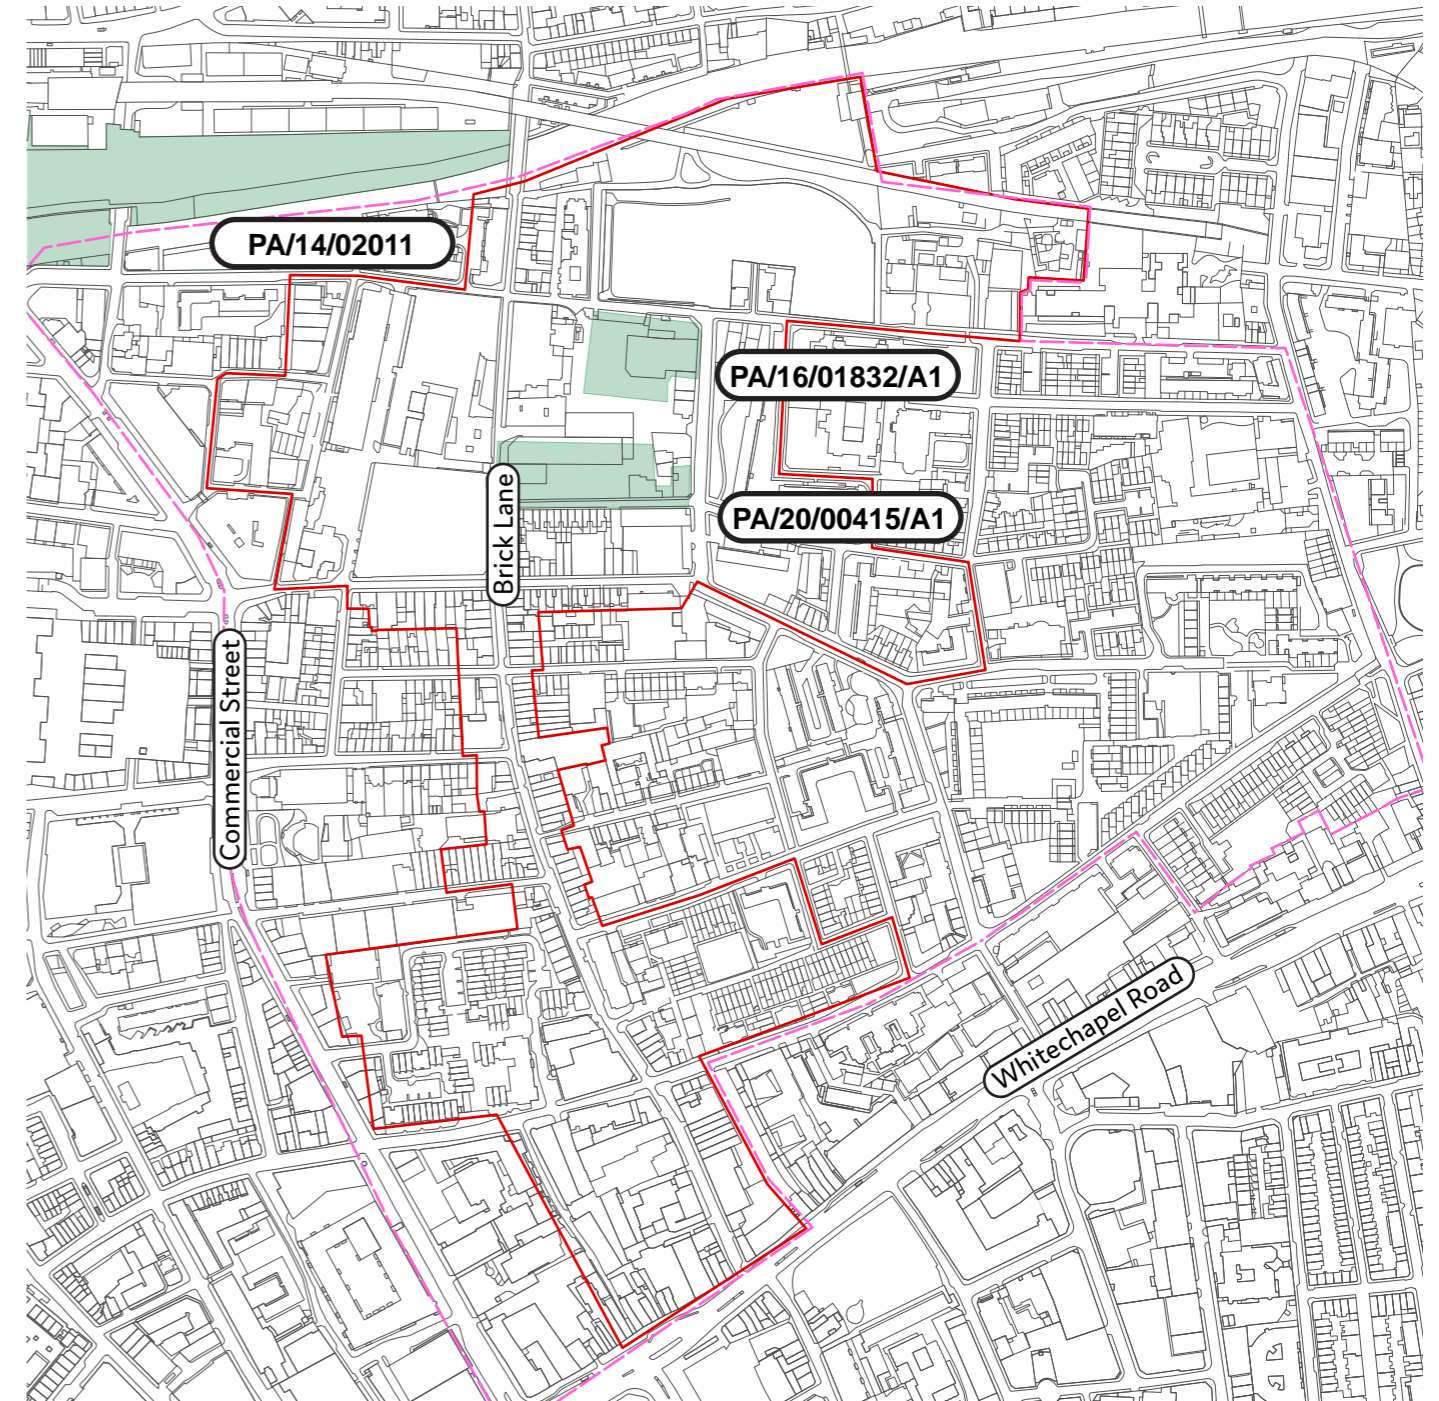 PA/14/02011
PA/16/01832/A1
PA/20/00415/A1
Brick Lane
Commercial Street
Whitechapel Road